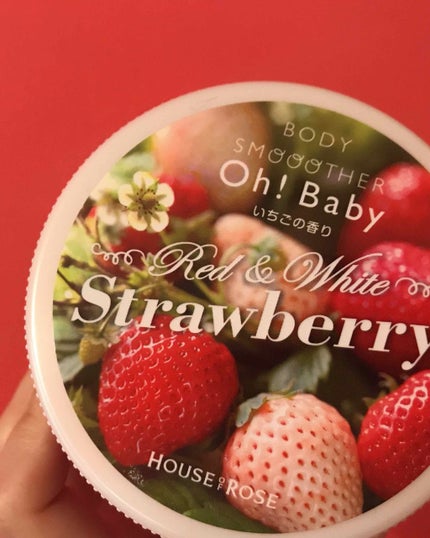 BODY
SMOOOTHER
Oh! Baby
いちごの香り
Red & White
Strawberry
HOUSE OF ROSE